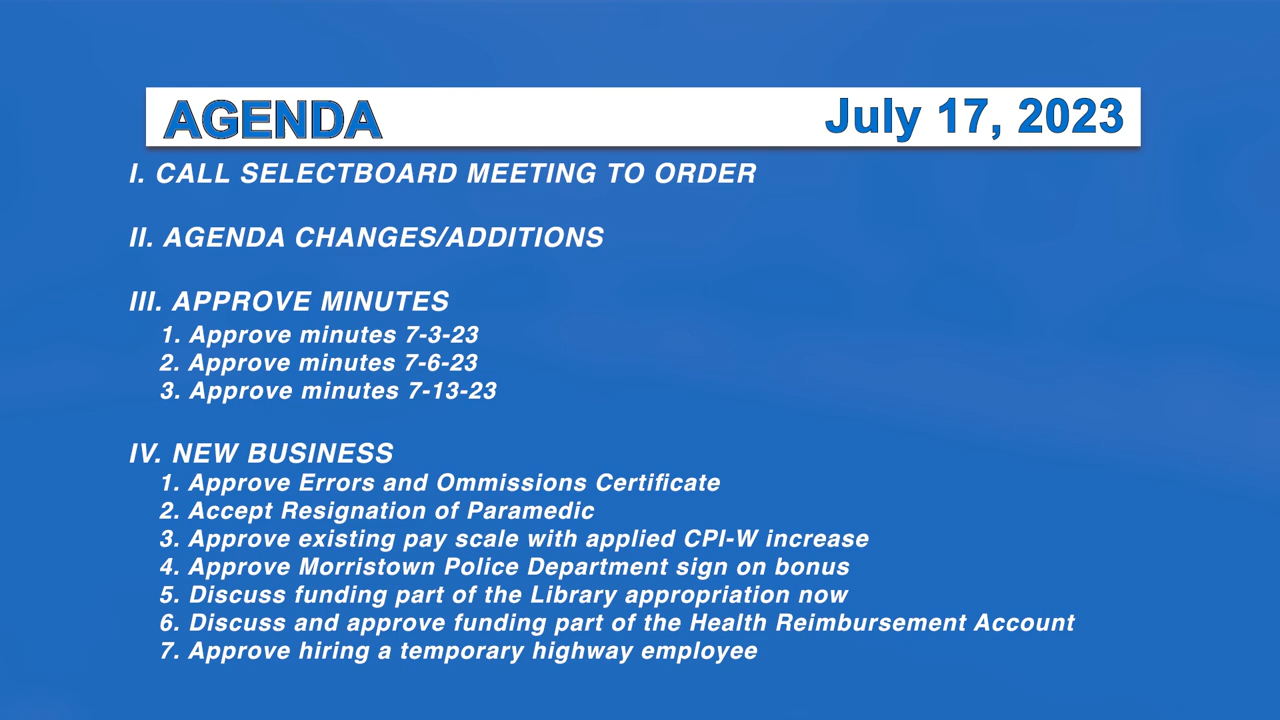 AGENDA July 17, 2023
I. CALL SELECTBOARD MEETING TO ORDER
II. AGENDA CHANGES/ADDITIONS
III. APPROVE MINUTES
1. Approve minutes 7-3-23
2. Approve minutes 7-6-23
3. Approve minutes 7-13-23
IV. NEW BUSINESS
1. Approve Errors and Ommissions Certificate
2. Accept Resignation of Paramedic
3. Approve existing pay scale with applied CPI-W increase
4. Approve Morristown Police Department sign on bonus
5. Discuss funding part of the Library appropriation now
6. Discuss and approve funding part of the Health Reimbursement Account
7. Approve hiring a temporary highway employee